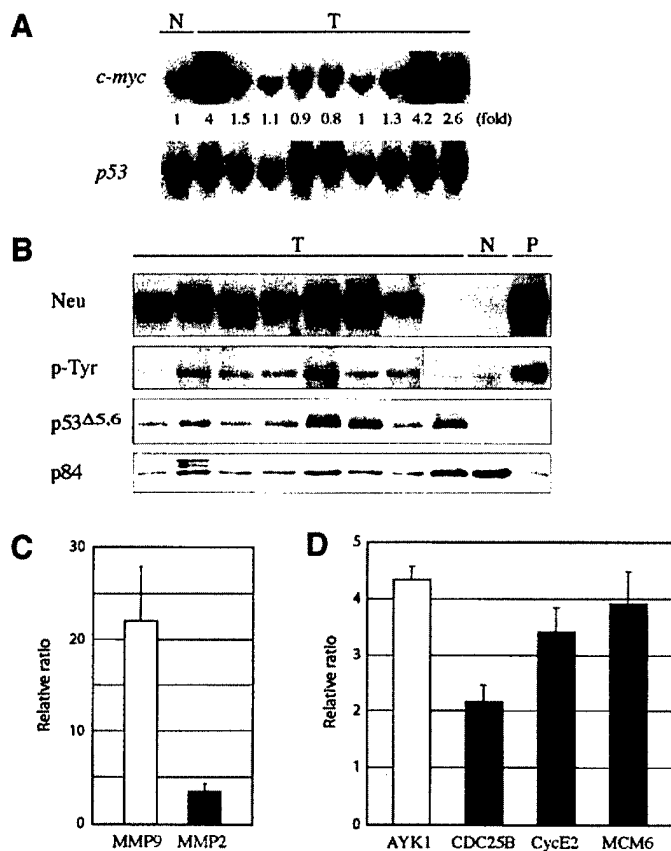 A
N T
c-myc
1 4 1.5 1.1 0.9 0.8 1 1.3 4.2 2.6 (fold)
p53
B
T N P
Neu
p-Tyr
p53Δ5,6
p84
C
30
20
10
0
Relative ratio
MMP9 MMP2
D
5
4
3
2
1
0
Relative ratio
AYK1 CDC25B CycE2 MCM6